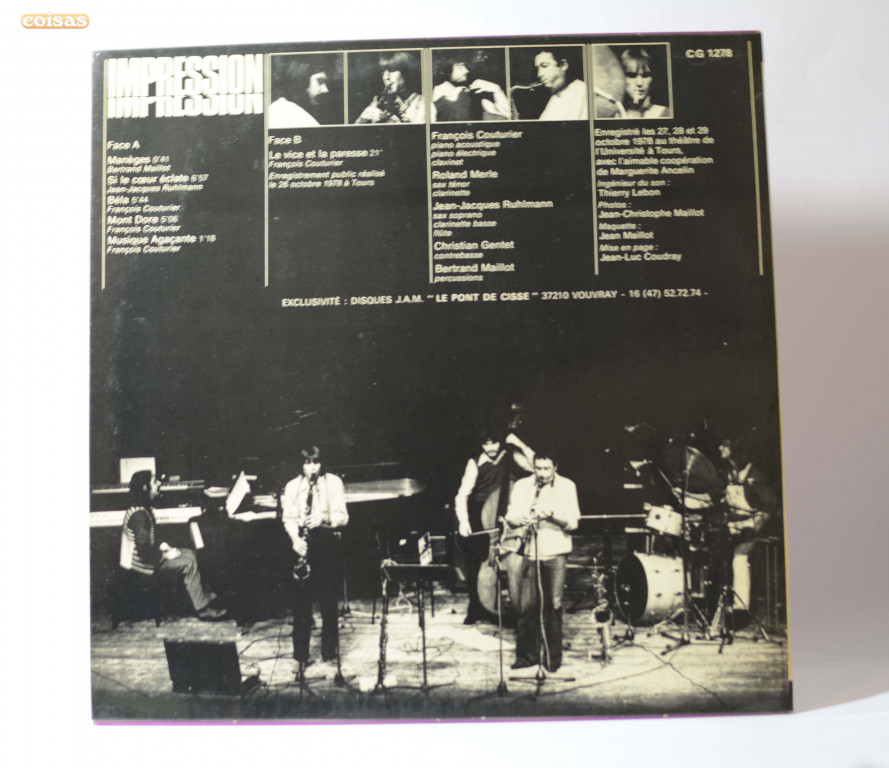 coisas
IMPRESSION
IMPRESSION
CG 1278
Face A
Manèges 0'41
Bertrand Maillot
Si le cœur éclate 6'57
Jean-Jacques Ruhlmann
Béla 5'44
François Couturier
Mont Dore 5'06
François Couturier
Musique Agaçante 1'18
François Couturier
Face B
Le vice et la paresse 21'
François Couturier
Enregistrement public réalisé
le 26 octobre 1978 à Tours
François Couturier
piano acoustique
piano électrique
clavinet
Roland Merle
sax ténor
clarinette
Jean-Jacques Ruhlmann
sax soprano
clarinette basse
flûte
Christian Gentet
contrebasse
Bertrand Maillot
percussions
Enregistré les 27, 28 et 29
octobre 1978 au théâtre de
l'Université à Tours,
avec l'aimable coopération
de Marguerite Ancelin
Ingénieur du son :
Thierry Lebon
Photos :
Jean-Christophe Maillot
Maquette :
Jean Maillot
Mise en page :
Jean-Luc Coudray
EXCLUSIVITÉ : DISQUES J.A.M. "LE PONT DE CISSE" 37210 VOUVRAY - 16 (47) 52.72.74 -